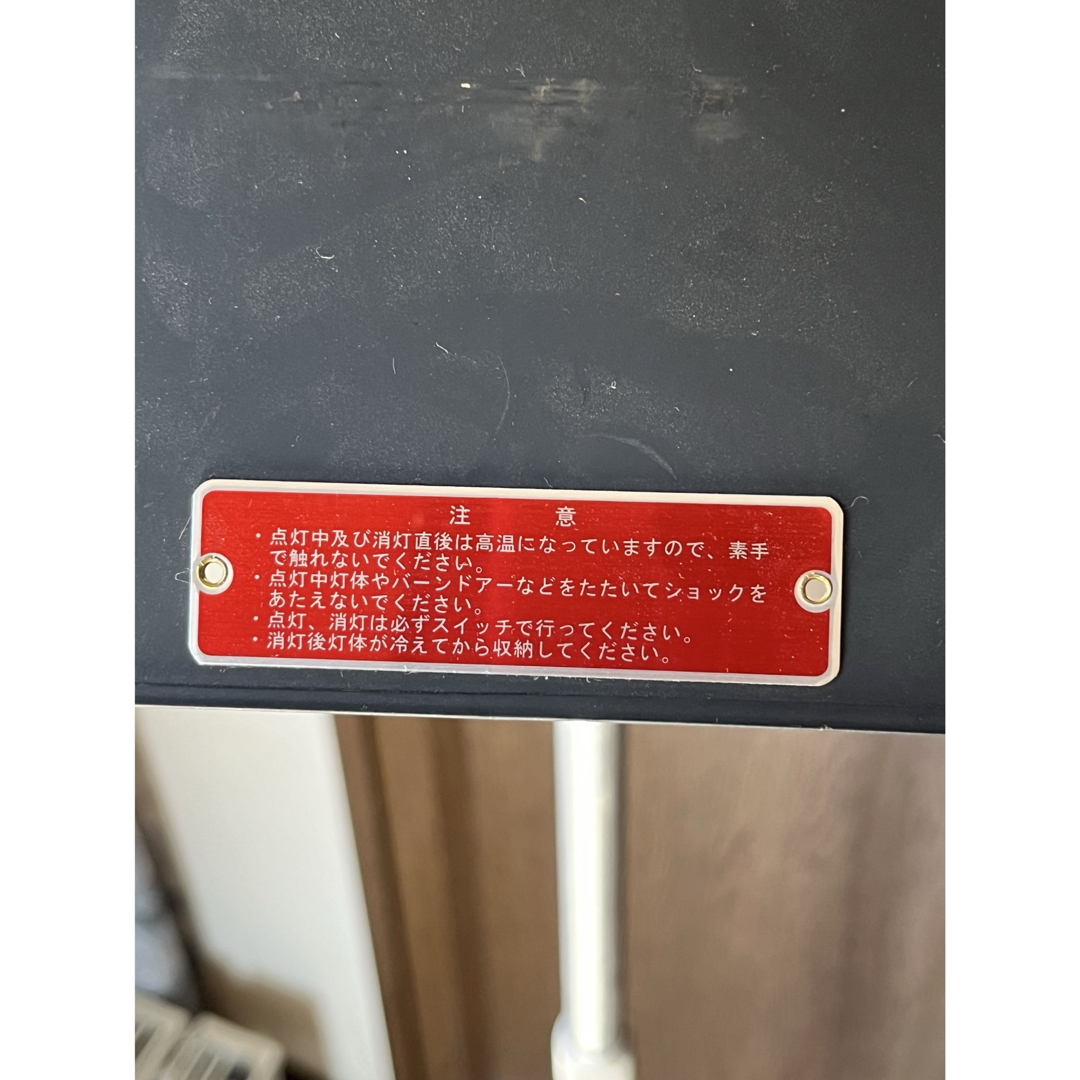 注 意
・点灯中及び消灯直後は高温になっていますので、素手
で触れないでください。
・点灯中灯体やバーンドアーなどをたたいてショックを
あたえないでください。
・点灯、消灯は必ずスイッチで行ってください。
・消灯後灯体が冷えてから収納してください。